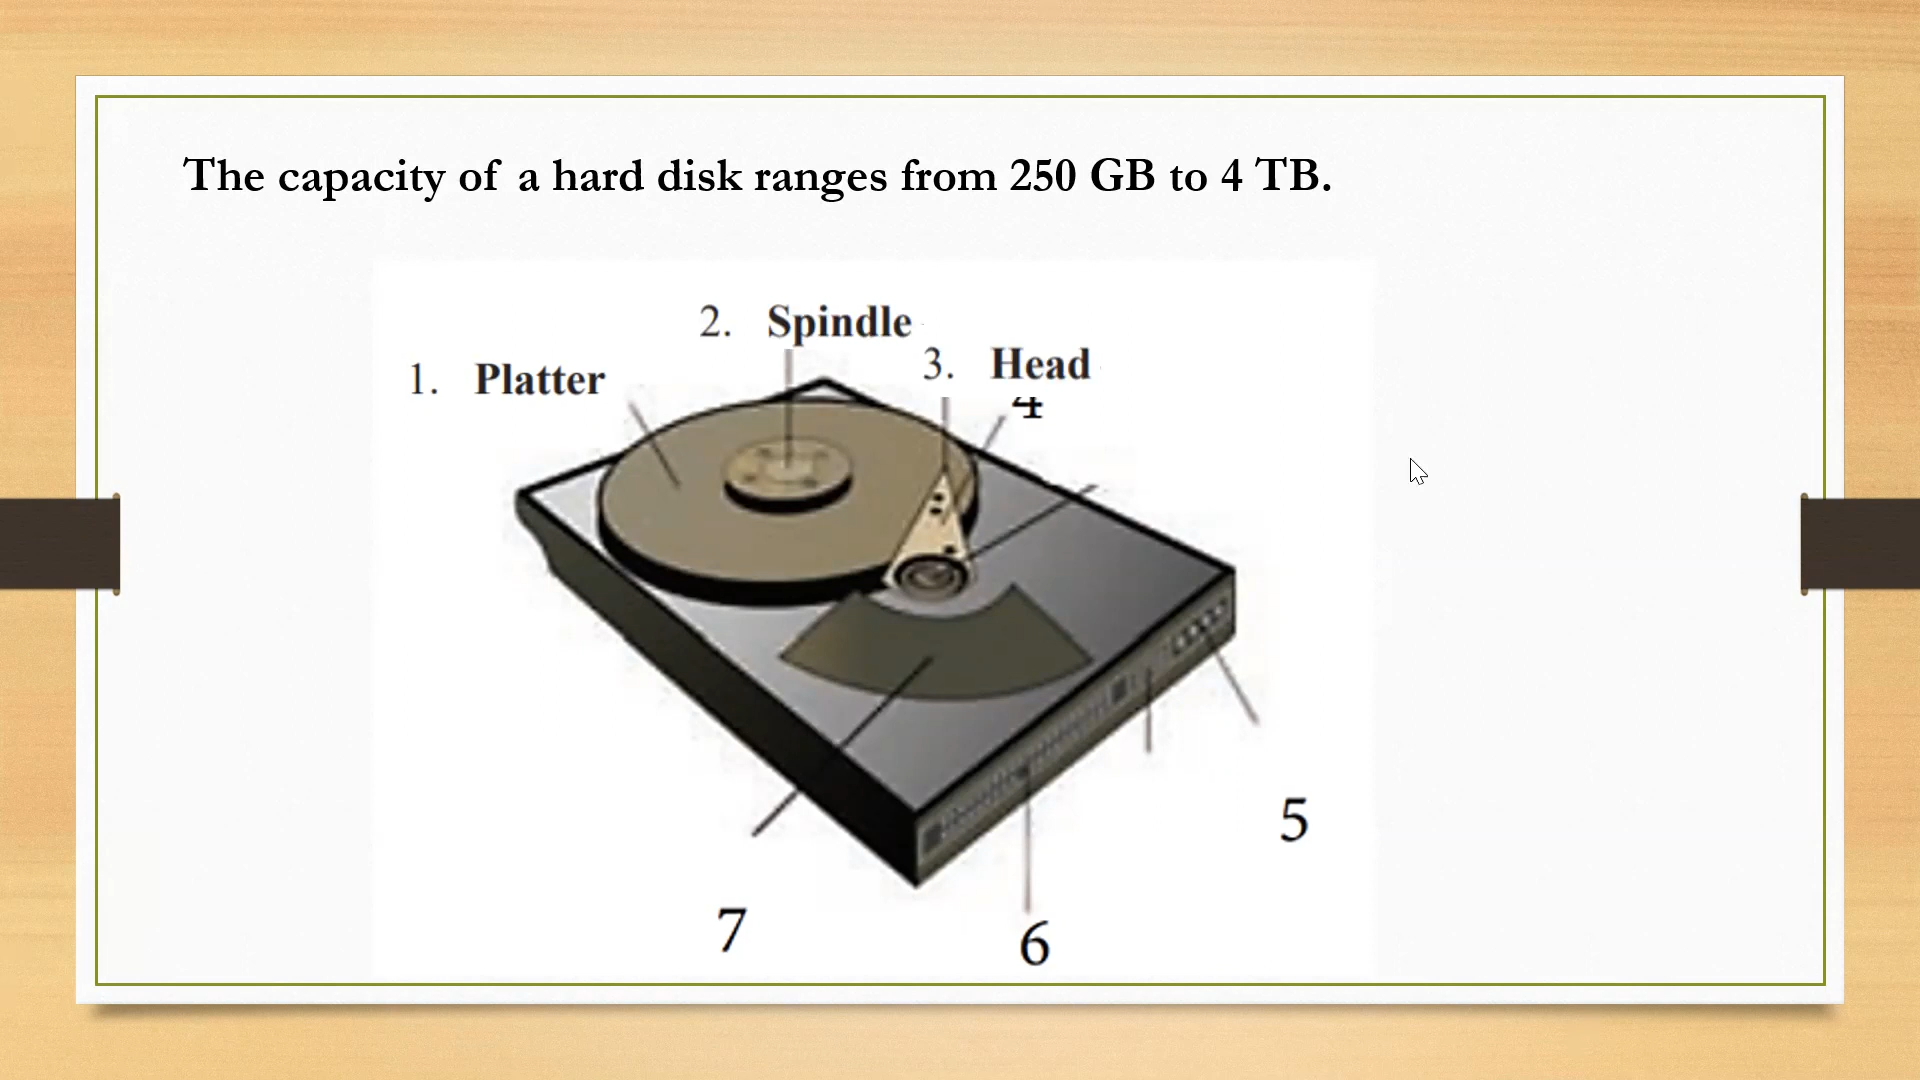 The capacity of a hard disk ranges from 250 GB to 4 TB.
2. Spindle
3. Head
1. Platter
4
5
7
6